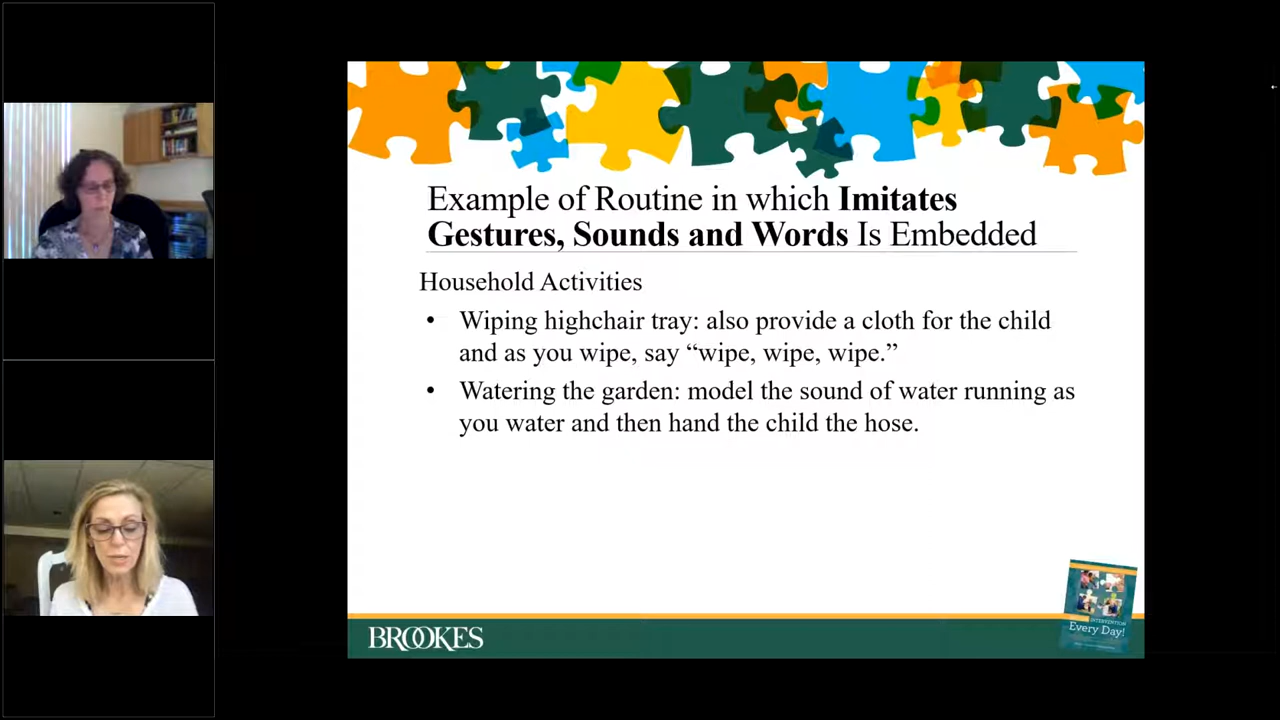 Example of Routine in which Imitates
Gestures, Sounds and Words Is Embedded
Household Activities
• Wiping highchair tray: also provide a cloth for the child
and as you wipe, say “wipe, wipe, wipe.”
• Watering the garden: model the sound of water running as
you water and then hand the child the hose.
BROOKES
INTERVENTION
Every Day!